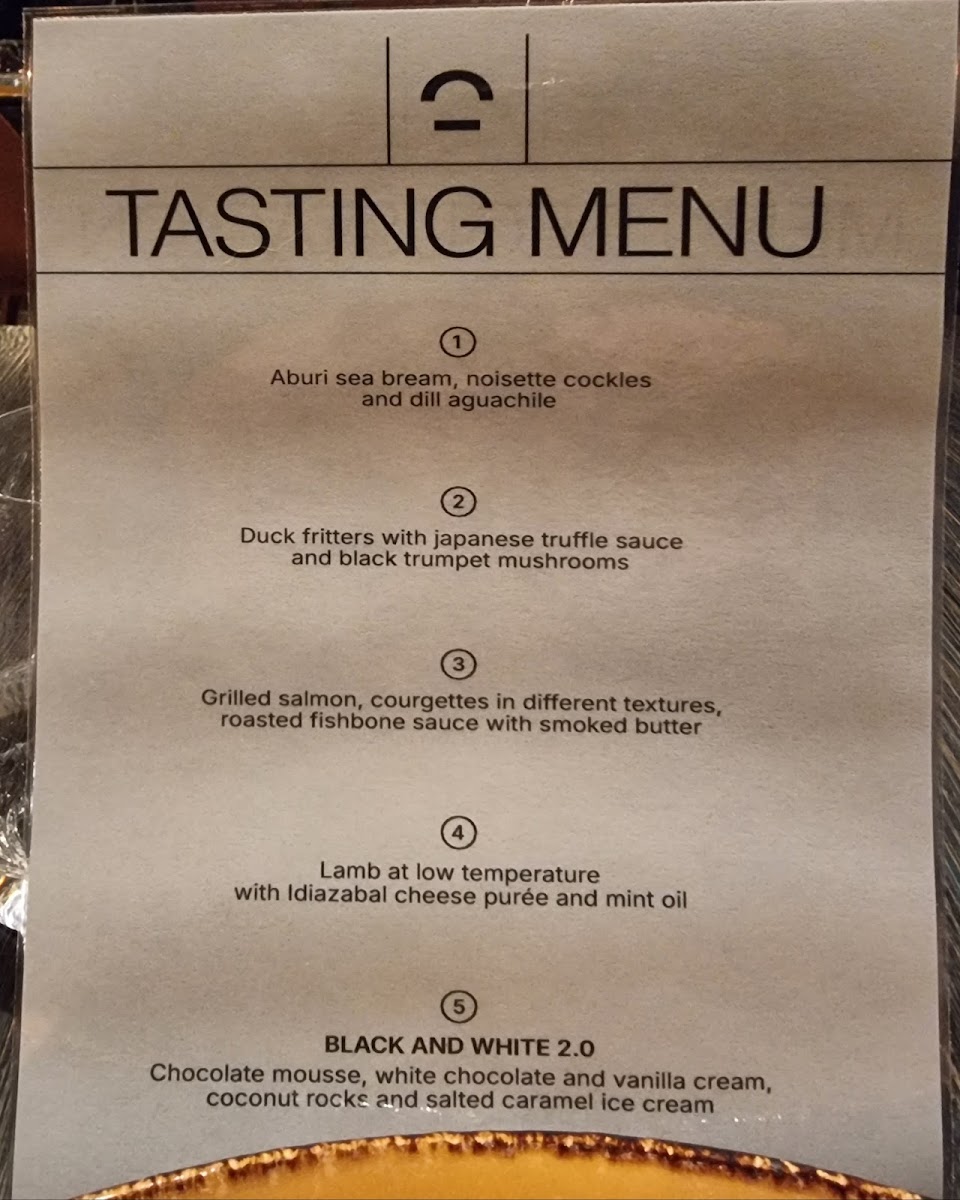 TASTING MENU
1
Aburi sea bream, noisette cockles
and dill aguachile
2
Duck fritters with japanese truffle sauce
and black trumpet mushrooms
3
Grilled salmon, courgettes in different textures,
roasted fishbone sauce with smoked butter
4
Lamb at low temperature
with Idiazabal cheese purée and mint oil
5
BLACK AND WHITE 2.0
Chocolate mousse, white chocolate and vanilla cream,
coconut rocks and salted caramel ice cream